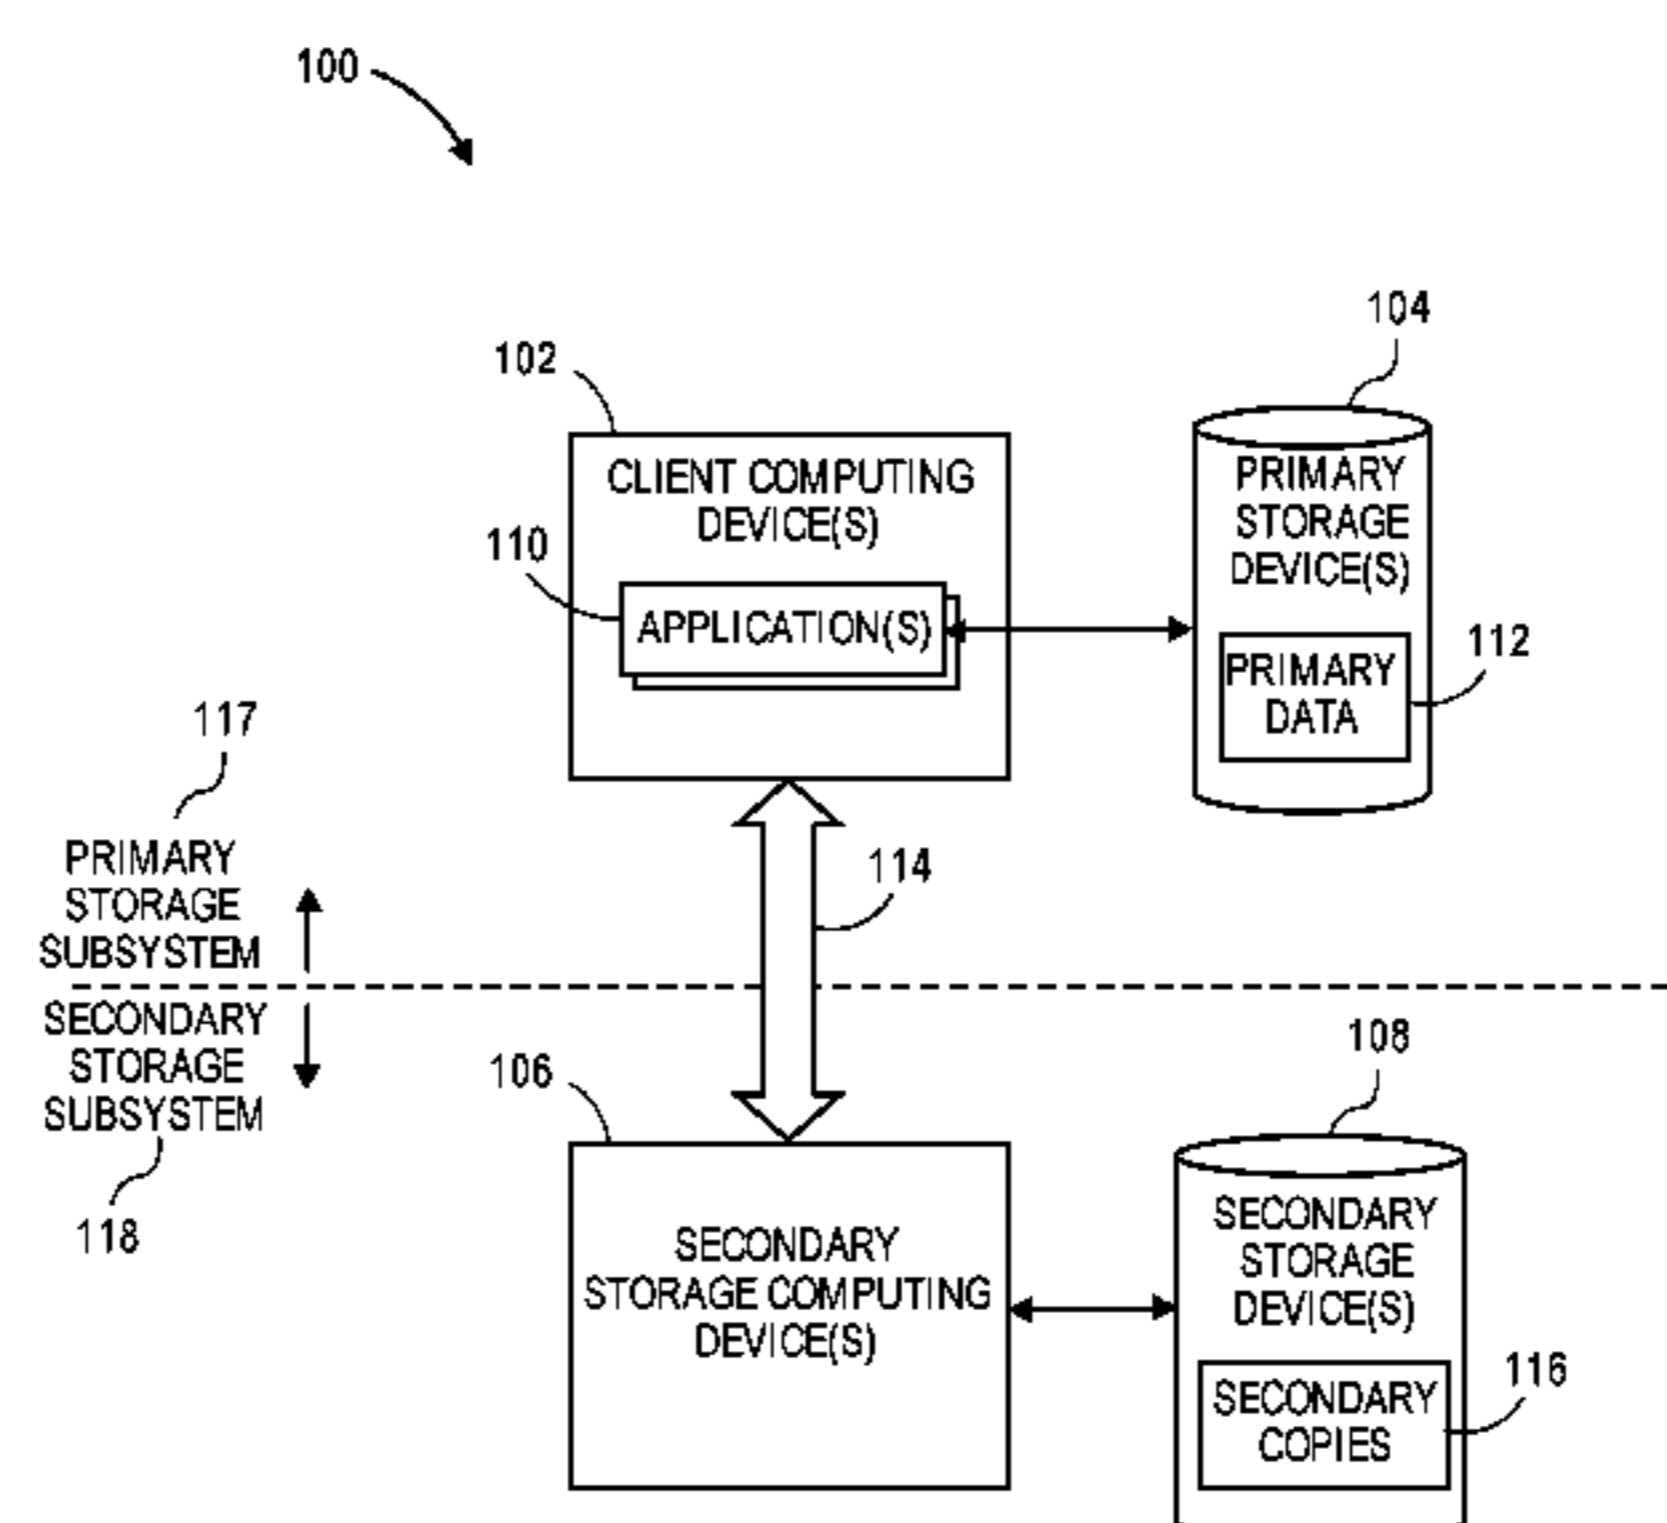 100
104
102
CLIENT COMPUTING
DEVICE(S)
110
APPLICATION(S)
PRIMARY
STORAGE
DEVICE(S)
112
PRIMARY
DATA
117
PRIMARY
STORAGE
SUBSYSTEM
114
SECONDARY
STORAGE
SUBSYSTEM
118
106
108
SECONDARY
STORAGE COMPUTING
DEVICE(S)
SECONDARY
STORAGE
DEVICE(S)
116
SECONDARY
COPIES